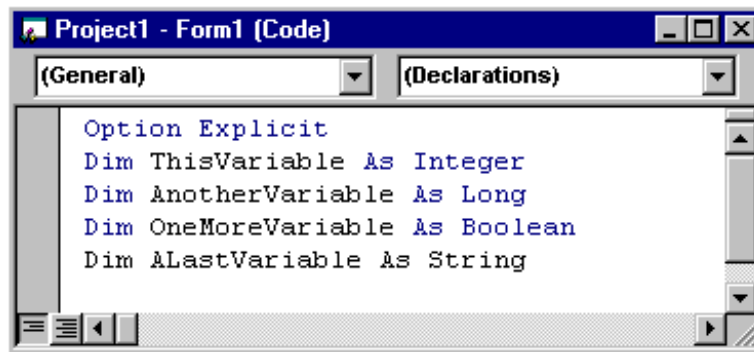 Project1 - Form1 (Code)
(General) (Declarations)
Option Explicit
Dim ThisVariable As Integer
Dim AnotherVariable As Long
Dim OneMoreVariable As Boolean
Dim ALastVariable As String